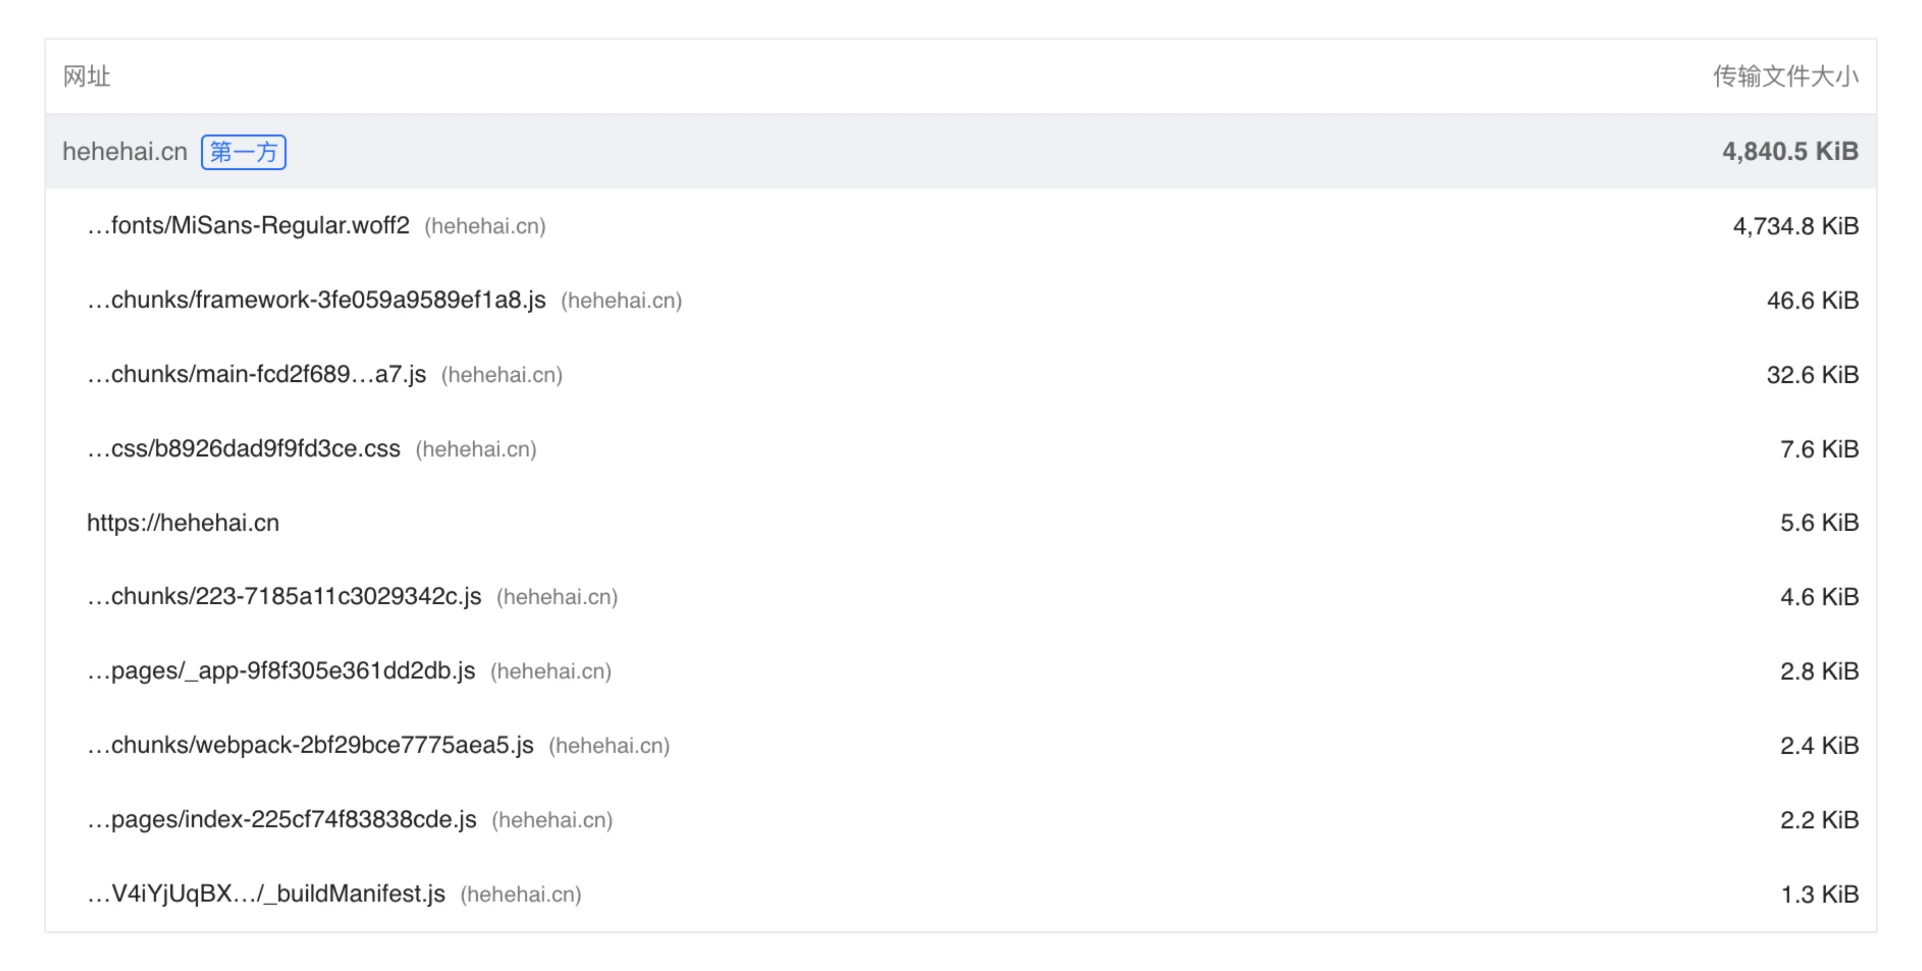 网址 传输文件大小
hehehai.cn 第一方 4,840.5 KiB
…fonts/MiSans-Regular.woff2 (hehehai.cn) 4,734.8 KiB
…chunks/framework-3fe059a9589ef1a8.js (hehehai.cn) 46.6 KiB
…chunks/main-fcd2f689…a7.js (hehehai.cn) 32.6 KiB
…css/b8926dad9f9fd3ce.css (hehehai.cn) 7.6 KiB
https://hehehai.cn 5.6 KiB
…chunks/223-7185a11c3029342c.js (hehehai.cn) 4.6 KiB
…pages/_app-9f8f305e361dd2db.js (hehehai.cn) 2.8 KiB
…chunks/webpack-2bf29bce7775aea5.js (hehehai.cn) 2.4 KiB
…pages/index-225cf74f83838cde.js (hehehai.cn) 2.2 KiB
…V4iYjUqBX…/_buildManifest.js (hehehai.cn) 1.3 KiB